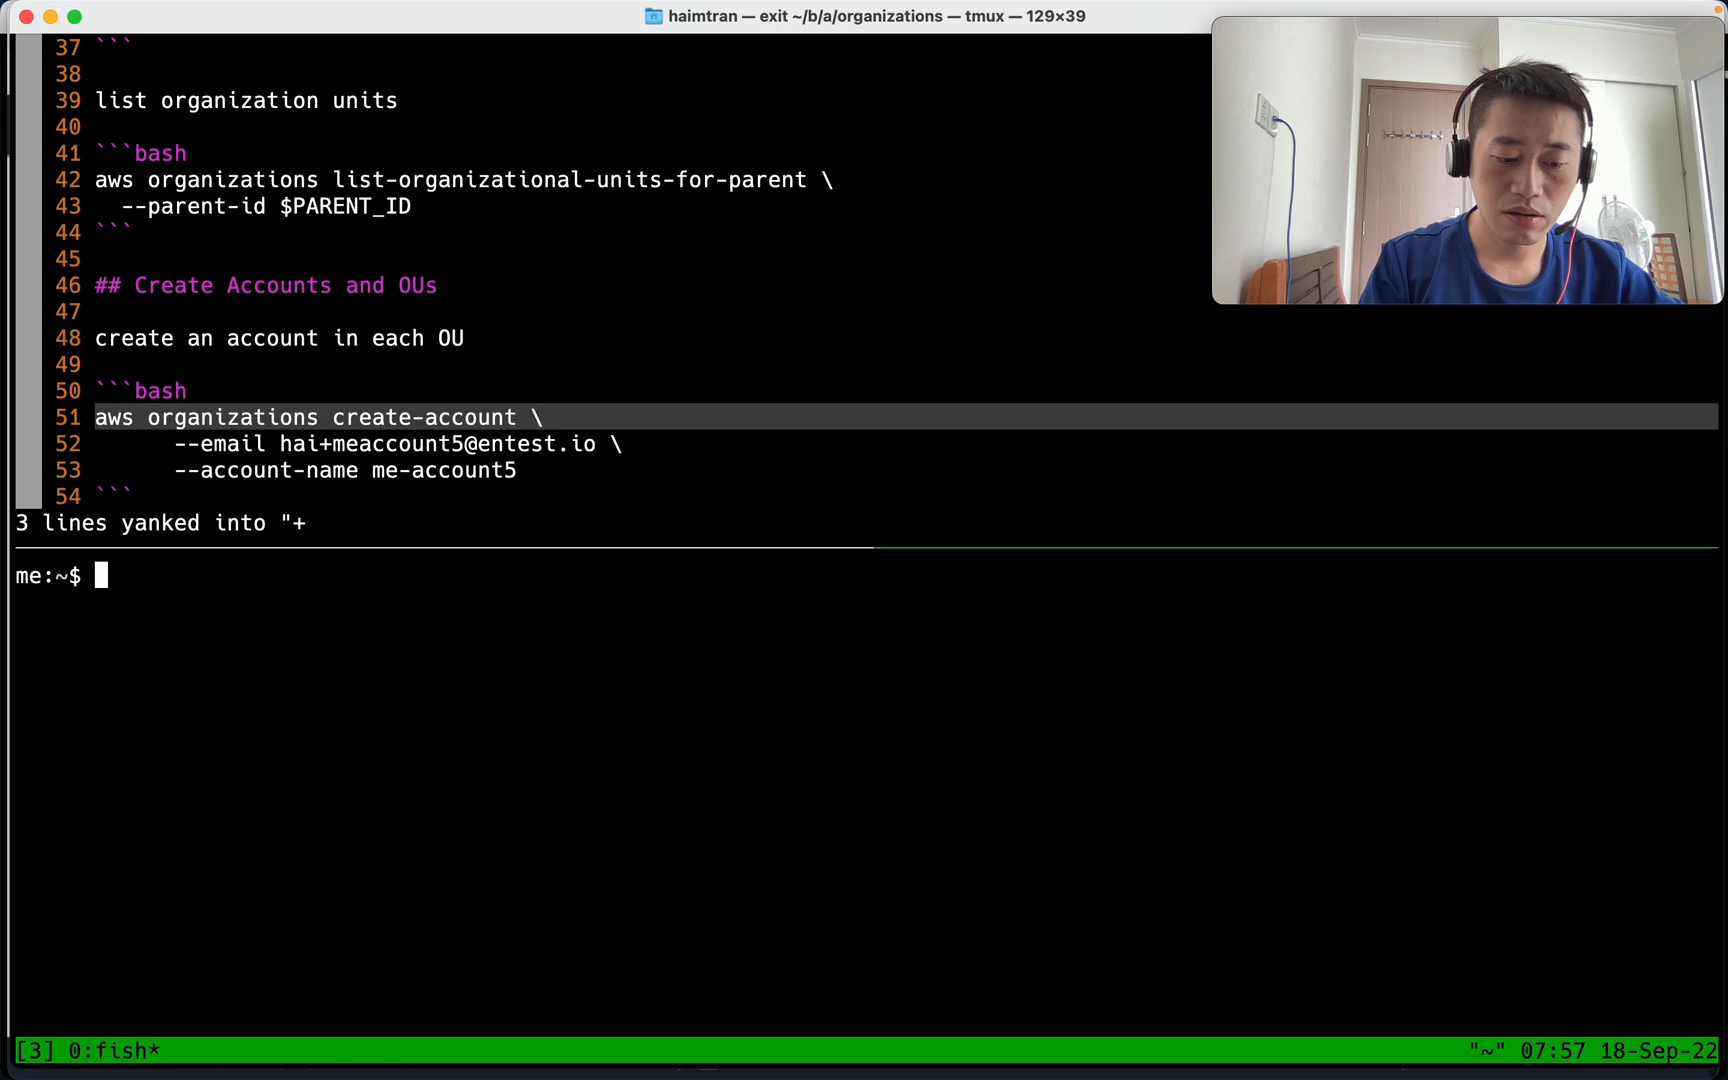 haimtran — exit ~/b/a/organizations — tmux — 129×39
37 ```
38
39 list organization units
40
41 ```bash
42 aws organizations list-organizational-units-for-parent \
43   --parent-id $PARENT_ID
44 ```
45
46 ## Create Accounts and OUs
47
48 create an account in each OU
49
50 ```bash
51 aws organizations create-account \
52       --email hai+meaccount5@entest.io \
53       --account-name me-account5
54 ```
3 lines yanked into "+
me:~$
[3] 0:fish* "~" 07:57 18-Sep-22